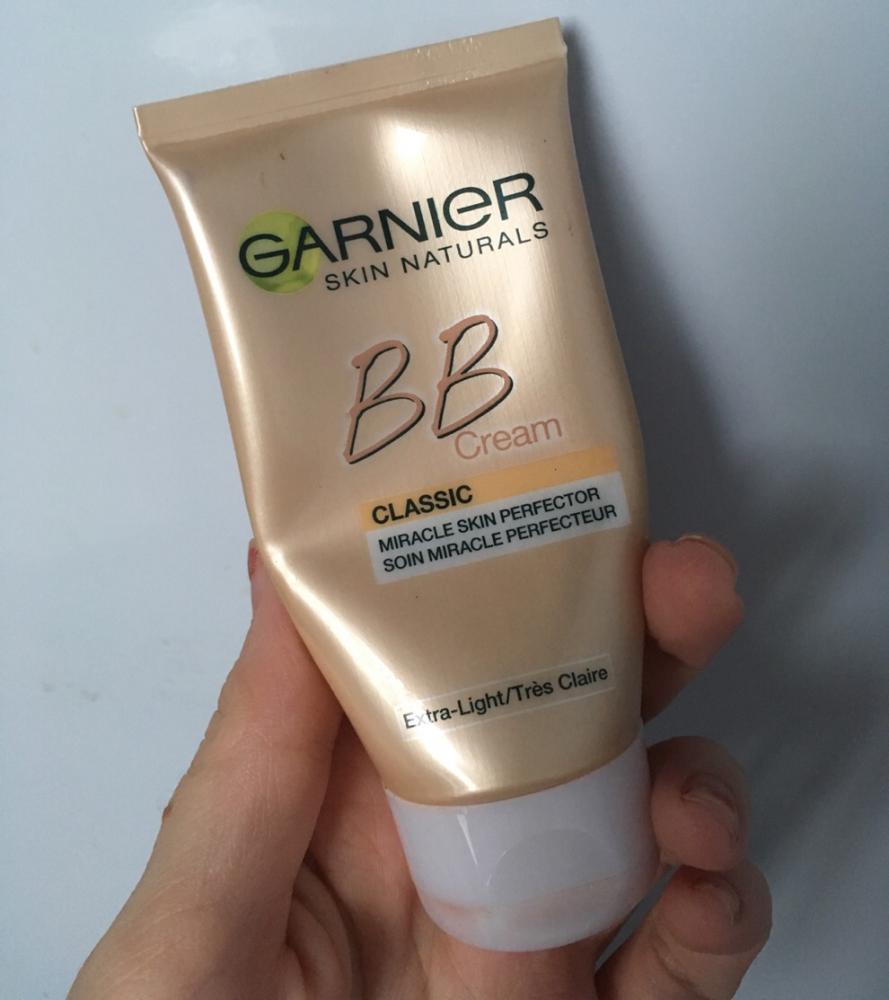 GARNIER
SKIN NATURALS
BB
Cream
CLASSIC
MIRACLE SKIN PERFECTOR
SOIN MIRACLE PERFECTEUR
Extra-Light/Très Claire